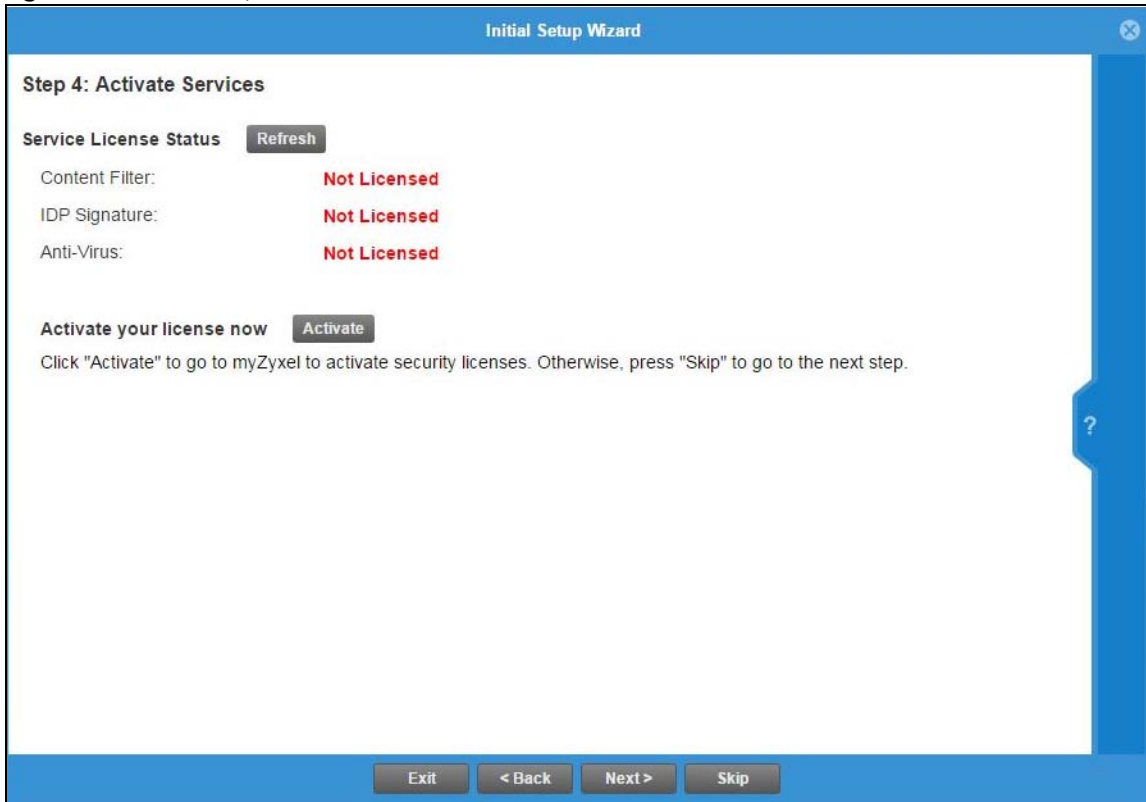 Initial Setup Wizard
Step 4: Activate Services
Service License Status Refresh
Content Filter: Not Licensed
IDP Signature: Not Licensed
Anti-Virus: Not Licensed
Activate your license now Activate
Click "Activate" to go to myZyxel to activate security licenses. Otherwise, press "Skip" to go to the next step.
?
Exit < Back Next > Skip